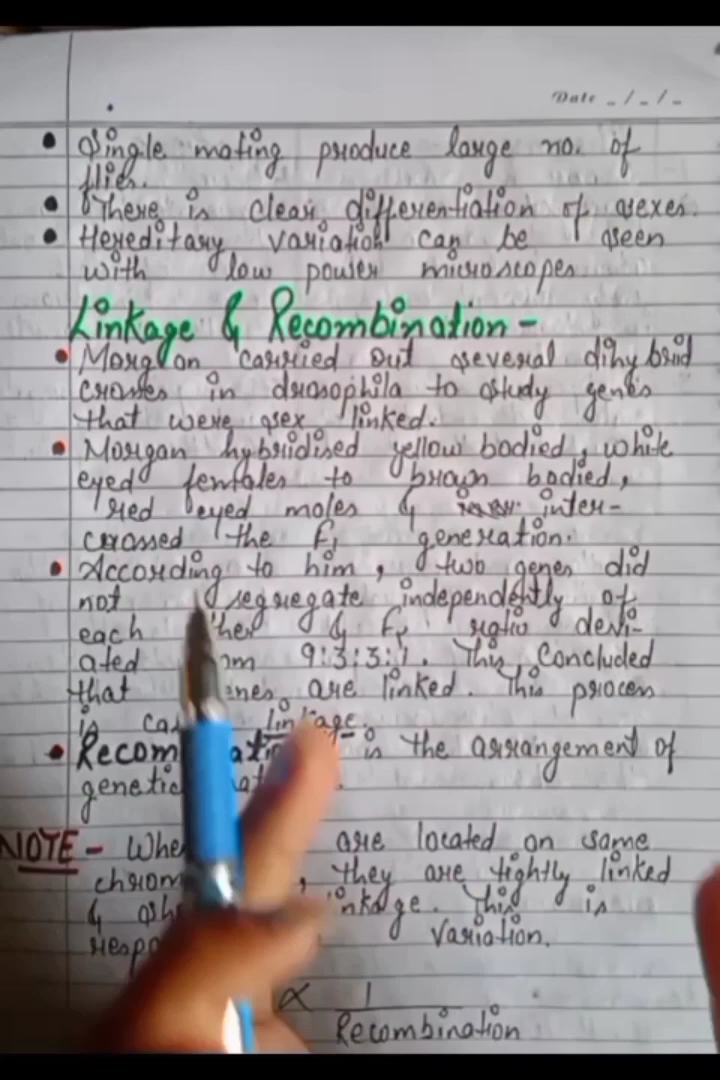 Date _/_/_
• Single mating produce large no. of
flies.
• There is clear differentiation of sexes.
• Hereditary variation can be seen
with low power microscopes
Linkage & Recombination -
• Morgan carried out several dihybrid
crosses in drosophila to study genes
that were sex linked.
• Morgan hybridised yellow bodied, white
eyed females to brown bodied,
red eyed males & inter-
crossed the F1 generation.
• According to him, two genes did
not segregate independently of
each & F2 ratio devi-
ated 9:3:3:1. This concluded
that are linked. This process
is linkage.
• is the arrangement of
genetic
NOTE - are located on same
, they are tightly linked
& This is
variation.
∝ 1
Recombination